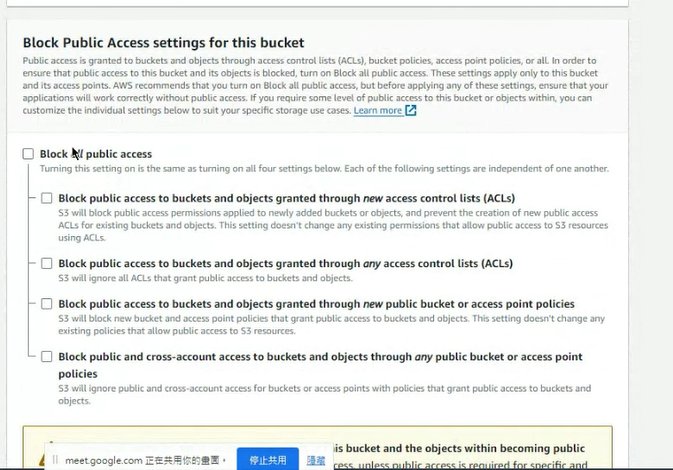 Block Public Access settings for this bucket
Public access is granted to buckets and objects through access control lists (ACLs), bucket policies, access point policies, or all. In order to
ensure that public access to this bucket and its objects is blocked, turn on Block all public access. These settings apply only to this bucket
and its access points. AWS recommends that you turn on Block all public access, but before applying any of these settings, ensure that your
applications will work correctly without public access. If you require some level of public access to this bucket or objects within, you can
customize the individual settings below to suit your specific storage use cases. Learn more
Block all public access
Turning this setting on is the same as turning on all four settings below. Each of the following settings are independent of one another.
Block public access to buckets and objects granted through new access control lists (ACLs)
S3 will block public access permissions applied to newly added buckets or objects, and prevent the creation of new public access
ACLs for existing buckets and objects. This setting doesn't change any existing permissions that allow public access to S3 resources
using ACLs.
Block public access to buckets and objects granted through any access control lists (ACLs)
S3 will ignore all ACLs that grant public access to buckets and objects.
Block public access to buckets and objects granted through new public bucket or access point policies
S3 will block new bucket and access point policies that grant public access to buckets and objects. This setting doesn't change any
existing policies that allow public access to S3 resources.
Block public and cross-account access to buckets and objects through any public bucket or access point
policies
S3 will ignore public and cross-account access for buckets or access points with policies that grant public access to buckets and
objects.
is bucket and the objects within becoming public
meet.google.com 正在共用你的畫面。 停止共用 隱藏
cess, unless public access is required for specific and